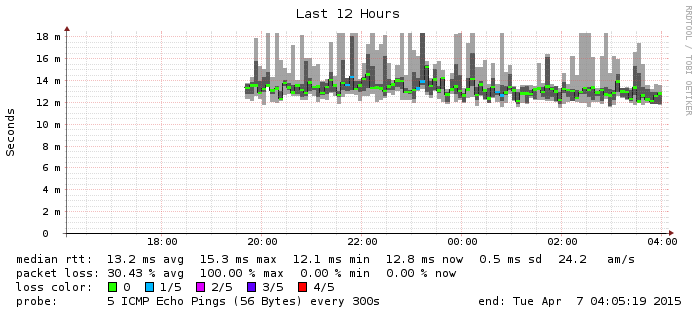 Last 12 Hours
RRDTOOL / TOBI OETIKER
Seconds
18 m
16 m
14 m
12 m
10 m
8 m
6 m
4 m
2 m
0
18:00 20:00 22:00 00:00 02:00 04:00
median rtt: 13.2 ms avg 15.3 ms max 12.1 ms min 12.8 ms now 0.5 ms sd 24.2 am/s
packet loss: 30.43 % avg 100.00 % max 0.00 % min 0.00 % now
loss color: 0 1/5 2/5 3/5 4/5
probe: 5 ICMP Echo Pings (56 Bytes) every 300s end: Tue Apr 7 04:05:19 2015